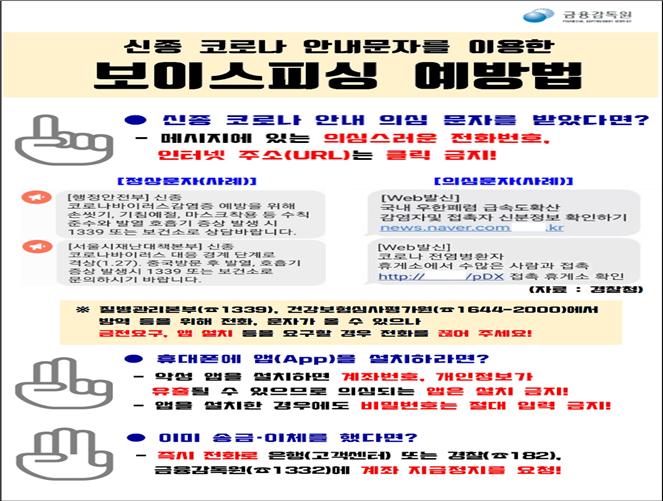 금융감독원
FINANCIAL SUPERVISORY SERVICE
신종 코로나 안내문자를 이용한
보이스피싱 예방법
● 신종 코로나 안내 의심 문자를 받았다면?
- 메시지에 있는 의심스러운 전화번호,
인터넷 주소(URL)는 클릭 금지!
[정상문자(사례)]
[행정안전부] 신종
코로나바이러스감염증 예방을 위해
손씻기, 기침예절, 마스크착용 등 수칙
준수와 발열 호흡기 증상 발생 시
1339 또는 보건소로 상담바랍니다.
[서울시재난대책본부] 신종
코로나바이러스 대응 경계 단계로
격상(1.27). 중국방문 후 발열, 호흡기
증상 발생시 1339 또는 보건소로
문의하시기 바랍니다.
[의심문자(사례)]
[Web발신]
국내 우한폐렴 급속도확산
감염자및 접촉자 신분정보 확인하기
news.naver.com .kr
[Web발신]
코로나 전염병환자
휴게소에서 수많은 사람과 접촉
http:// /pDX 접촉 휴게소 확인
(자료 : 경찰청)
※ 질병관리본부(☎1339), 건강보험심사평가원(☎1644-2000)에서
방역 등을 위해 전화, 문자가 올 수 있으나
금전요구, 앱 설치 등을 요구할 경우 전화를 끊어 주세요!
● 휴대폰에 앱(App)을 설치하라면?
- 악성 앱을 설치하면 계좌번호, 개인정보가
유출될 수 있으므로 의심되는 앱은 설치 금지!
- 앱을 설치한 경우에도 비밀번호는 절대 입력 금지!
● 이미 송금·이체를 했다면?
- 즉시 전화로 은행(고객센터) 또는 경찰(☎182),
금융감독원(☎1332)에 계좌 지급정지를 요청!